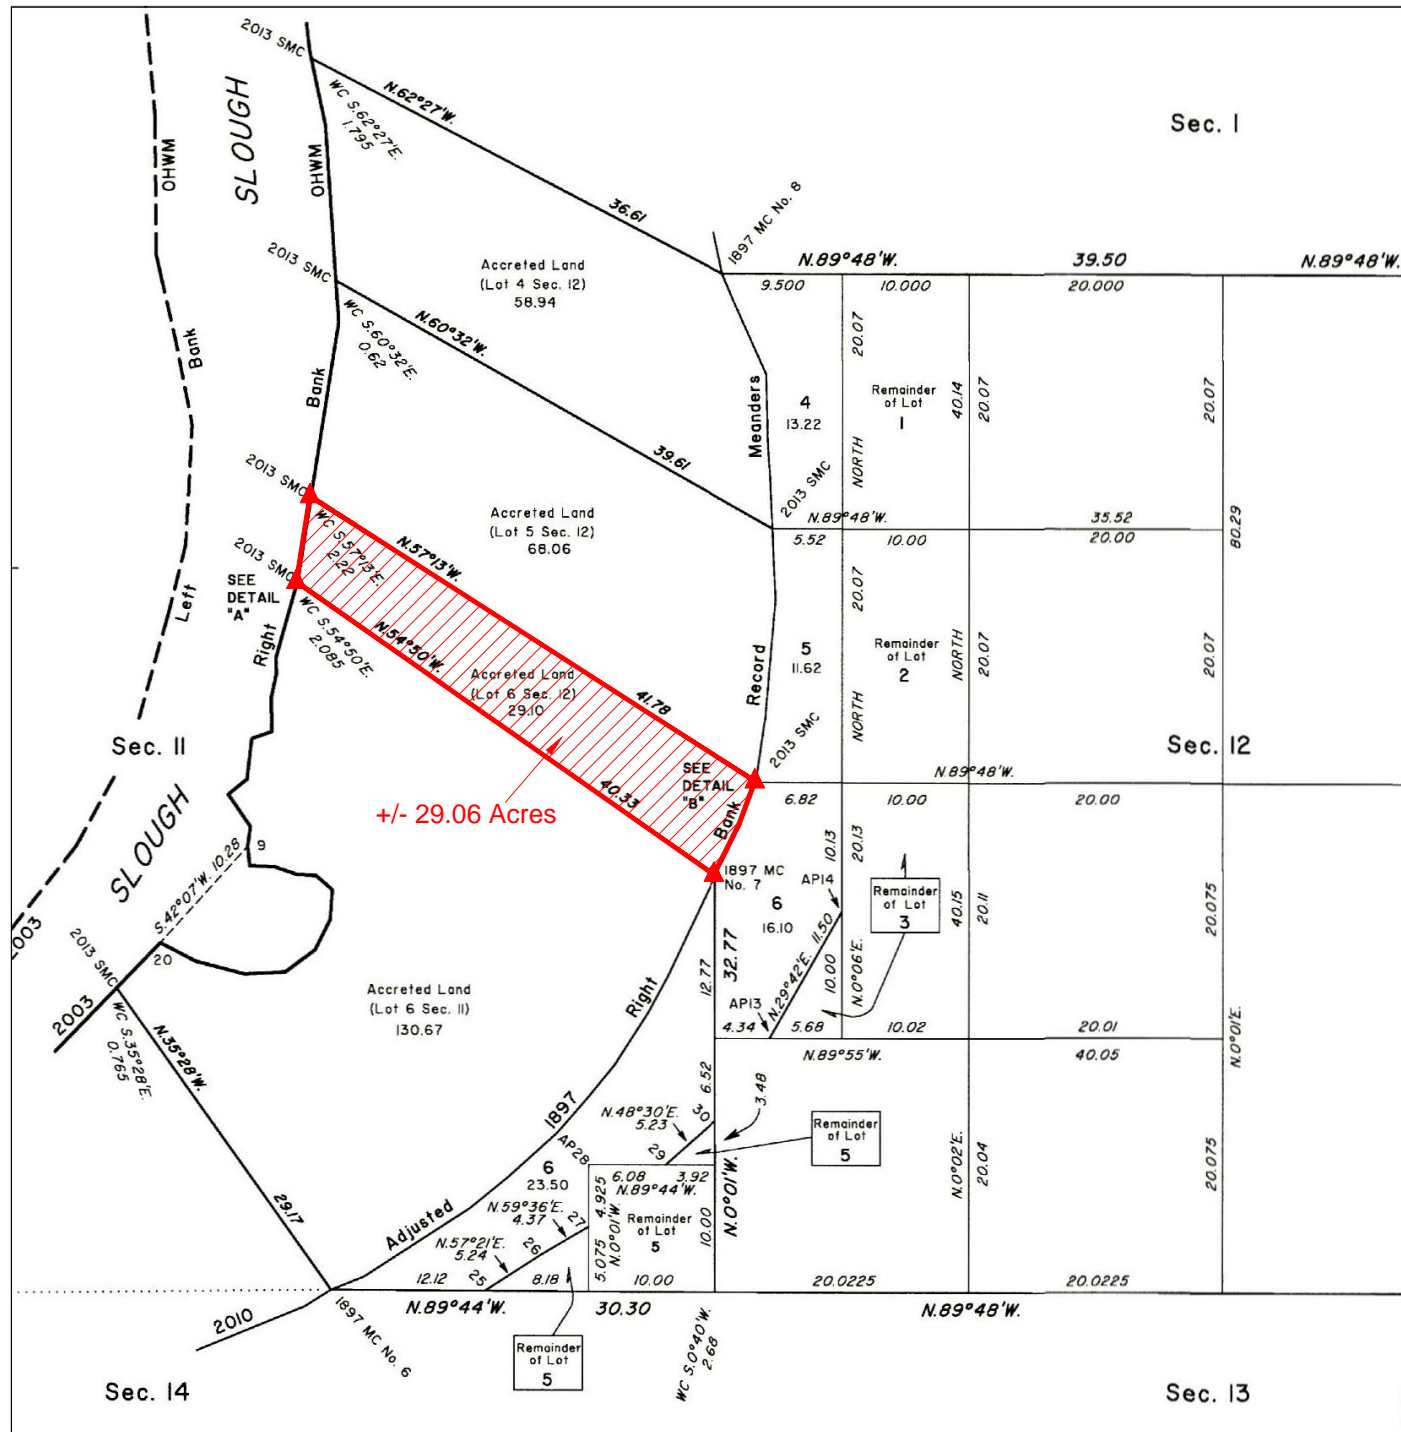 2013 SMC
WC S.62°27'E.
1.795
N.62°27'W.
36.61
OHWM
SLOUGH
OHWM
Sec. 1
1897 MC No. 8
2013 SMC
WC S.60°32'E.
0.62
N.60°32'W.
39.61
Accreted Land
(Lot 4 Sec. 12)
58.94
N.89°48'W.
39.50
N.89°48'W.
9.500
10.000
20.000
Bank
Bank
Meanders
20.07
4
13.22
Remainder
of Lot
1
40.14
20.07
20.07
NORTH
2013 SMC
2013 SMC
WC S.57°13'E.
2.22
N.57°13'W.
41.78
Accreted Land
(Lot 5 Sec. 12)
68.06
N.89°48'W.
35.52
5.52
10.00
20.00
80.29
2013 SMC
SEE
DETAIL
"A"
WC S.54°50'E.
2.085
N.54°50'W.
40.33
Left
Right
20.07
5
11.62
Remainder
of Lot
2
NORTH
20.07
20.07
Record
NORTH
Accreted Land
(Lot 6 Sec. 12)
29.10
2013 SMC
Sec. 11
Sec. 12
SEE
DETAIL
"B"
N.89°48'W.
6.82
10.00
20.00
+/- 29.06 Acres
Bank
SLOUGH
S.42°07'W. 10.28
9
10.13
20.13
1897 MC
No. 7
AP14
6
16.10
Remainder
of Lot
3
40.15
20.11
20.075
2003
2013 SMC
20
32.77
12.77
N.29°42'E. 11.50
10.00
N.0°06'E.
Accreted Land
(Lot 6 Sec. 11)
130.67
Right
AP13
2003
WC S.35°28'E.
0.765
N.35°28'W.
29.17
4.34
5.68
10.02
20.01
N.89°55'W.
40.05
N.0°01'E.
6.52
3.48
1897
N.48°30'E.
5.23
30
29
Remainder
of Lot
5
AP28
6
23.50
6.08
3.92
N.89°44'W.
N.0°01'W.
N.0°02'E.
20.04
20.075
Adjusted
N.59°36'E.
4.37
27
N.57°21'E.
5.24
26
25
4.925
5.075
N.0°01'W.
Remainder
of Lot
5
10.00
12.12
8.18
10.00
20.0225
20.0225
N.89°44'W.
30.30
N.89°48'W.
2010
1897 MC No. 6
Remainder
of Lot
5
WC S.0°40'W.
2.68
Sec. 14
Sec. 13